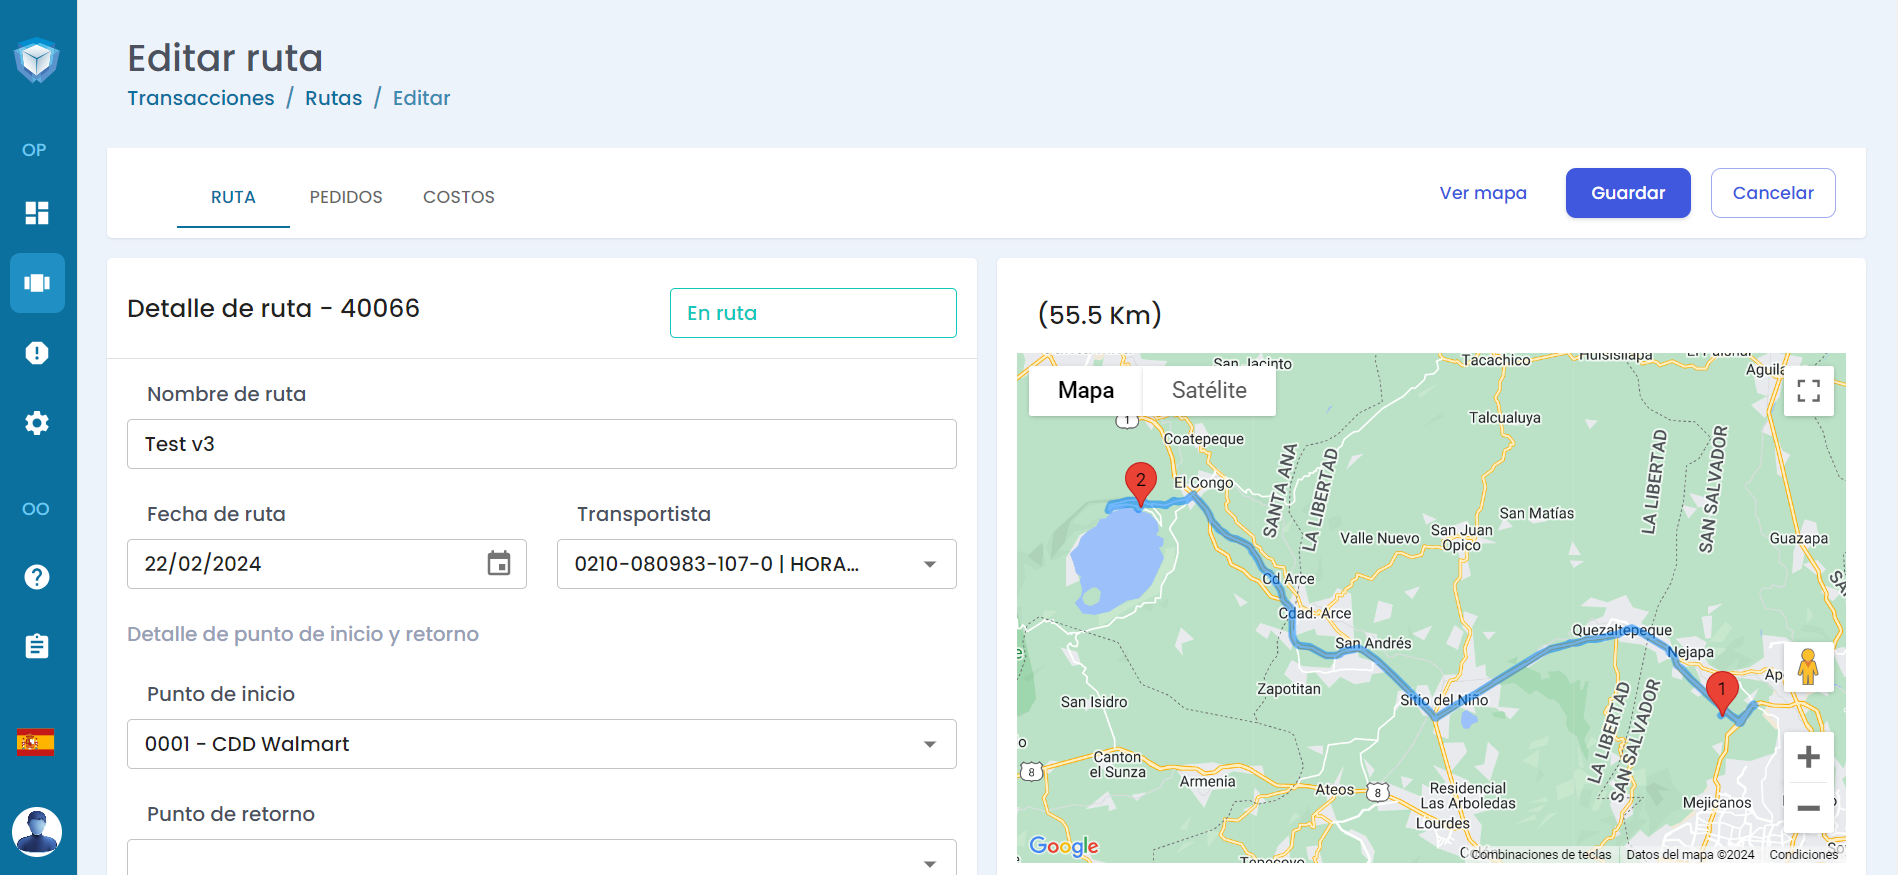 Editar ruta
Transacciones / Rutas / Editar
OP
OO
RUTA
PEDIDOS
COSTOS
Ver mapa
Guardar
Cancelar
Detalle de ruta - 40066
En ruta
Nombre de ruta
Test v3
Fecha de ruta
Transportista
22/02/2024
0210-080983-107-0 | HORA...
Detalle de punto de inicio y retorno
Punto de inicio
0001 - CDD Walmart
Punto de retorno
(55.5 Km)
Mapa
Satélite
San Jacinto
Tacachico
Huisisilapa
El Paisnal
Aguila
Talcualuya
1
Coatepeque
2
El Congo
SANTA ANA
LA LIBERTAD
LA LIBERTAD
SAN SALVADOR
San Matías
San Juan
Opico
Valle Nuevo
Guazapa
Cd Arce
Cdad. Arce
San Andrés
Quezaltepeque
Nejapa
Zapotitan
1
San Isidro
Sitio del Niño
LA LIBERTAD
SAN SALVADOR
Canton
el Sunza
8
Armenia
Ateos
8
Residencial
Las Arboledas
Mejicanos
Lourdes
Google
Tepecoyo
Combinaciones de teclas
Datos del mapa ©2024
Condiciones